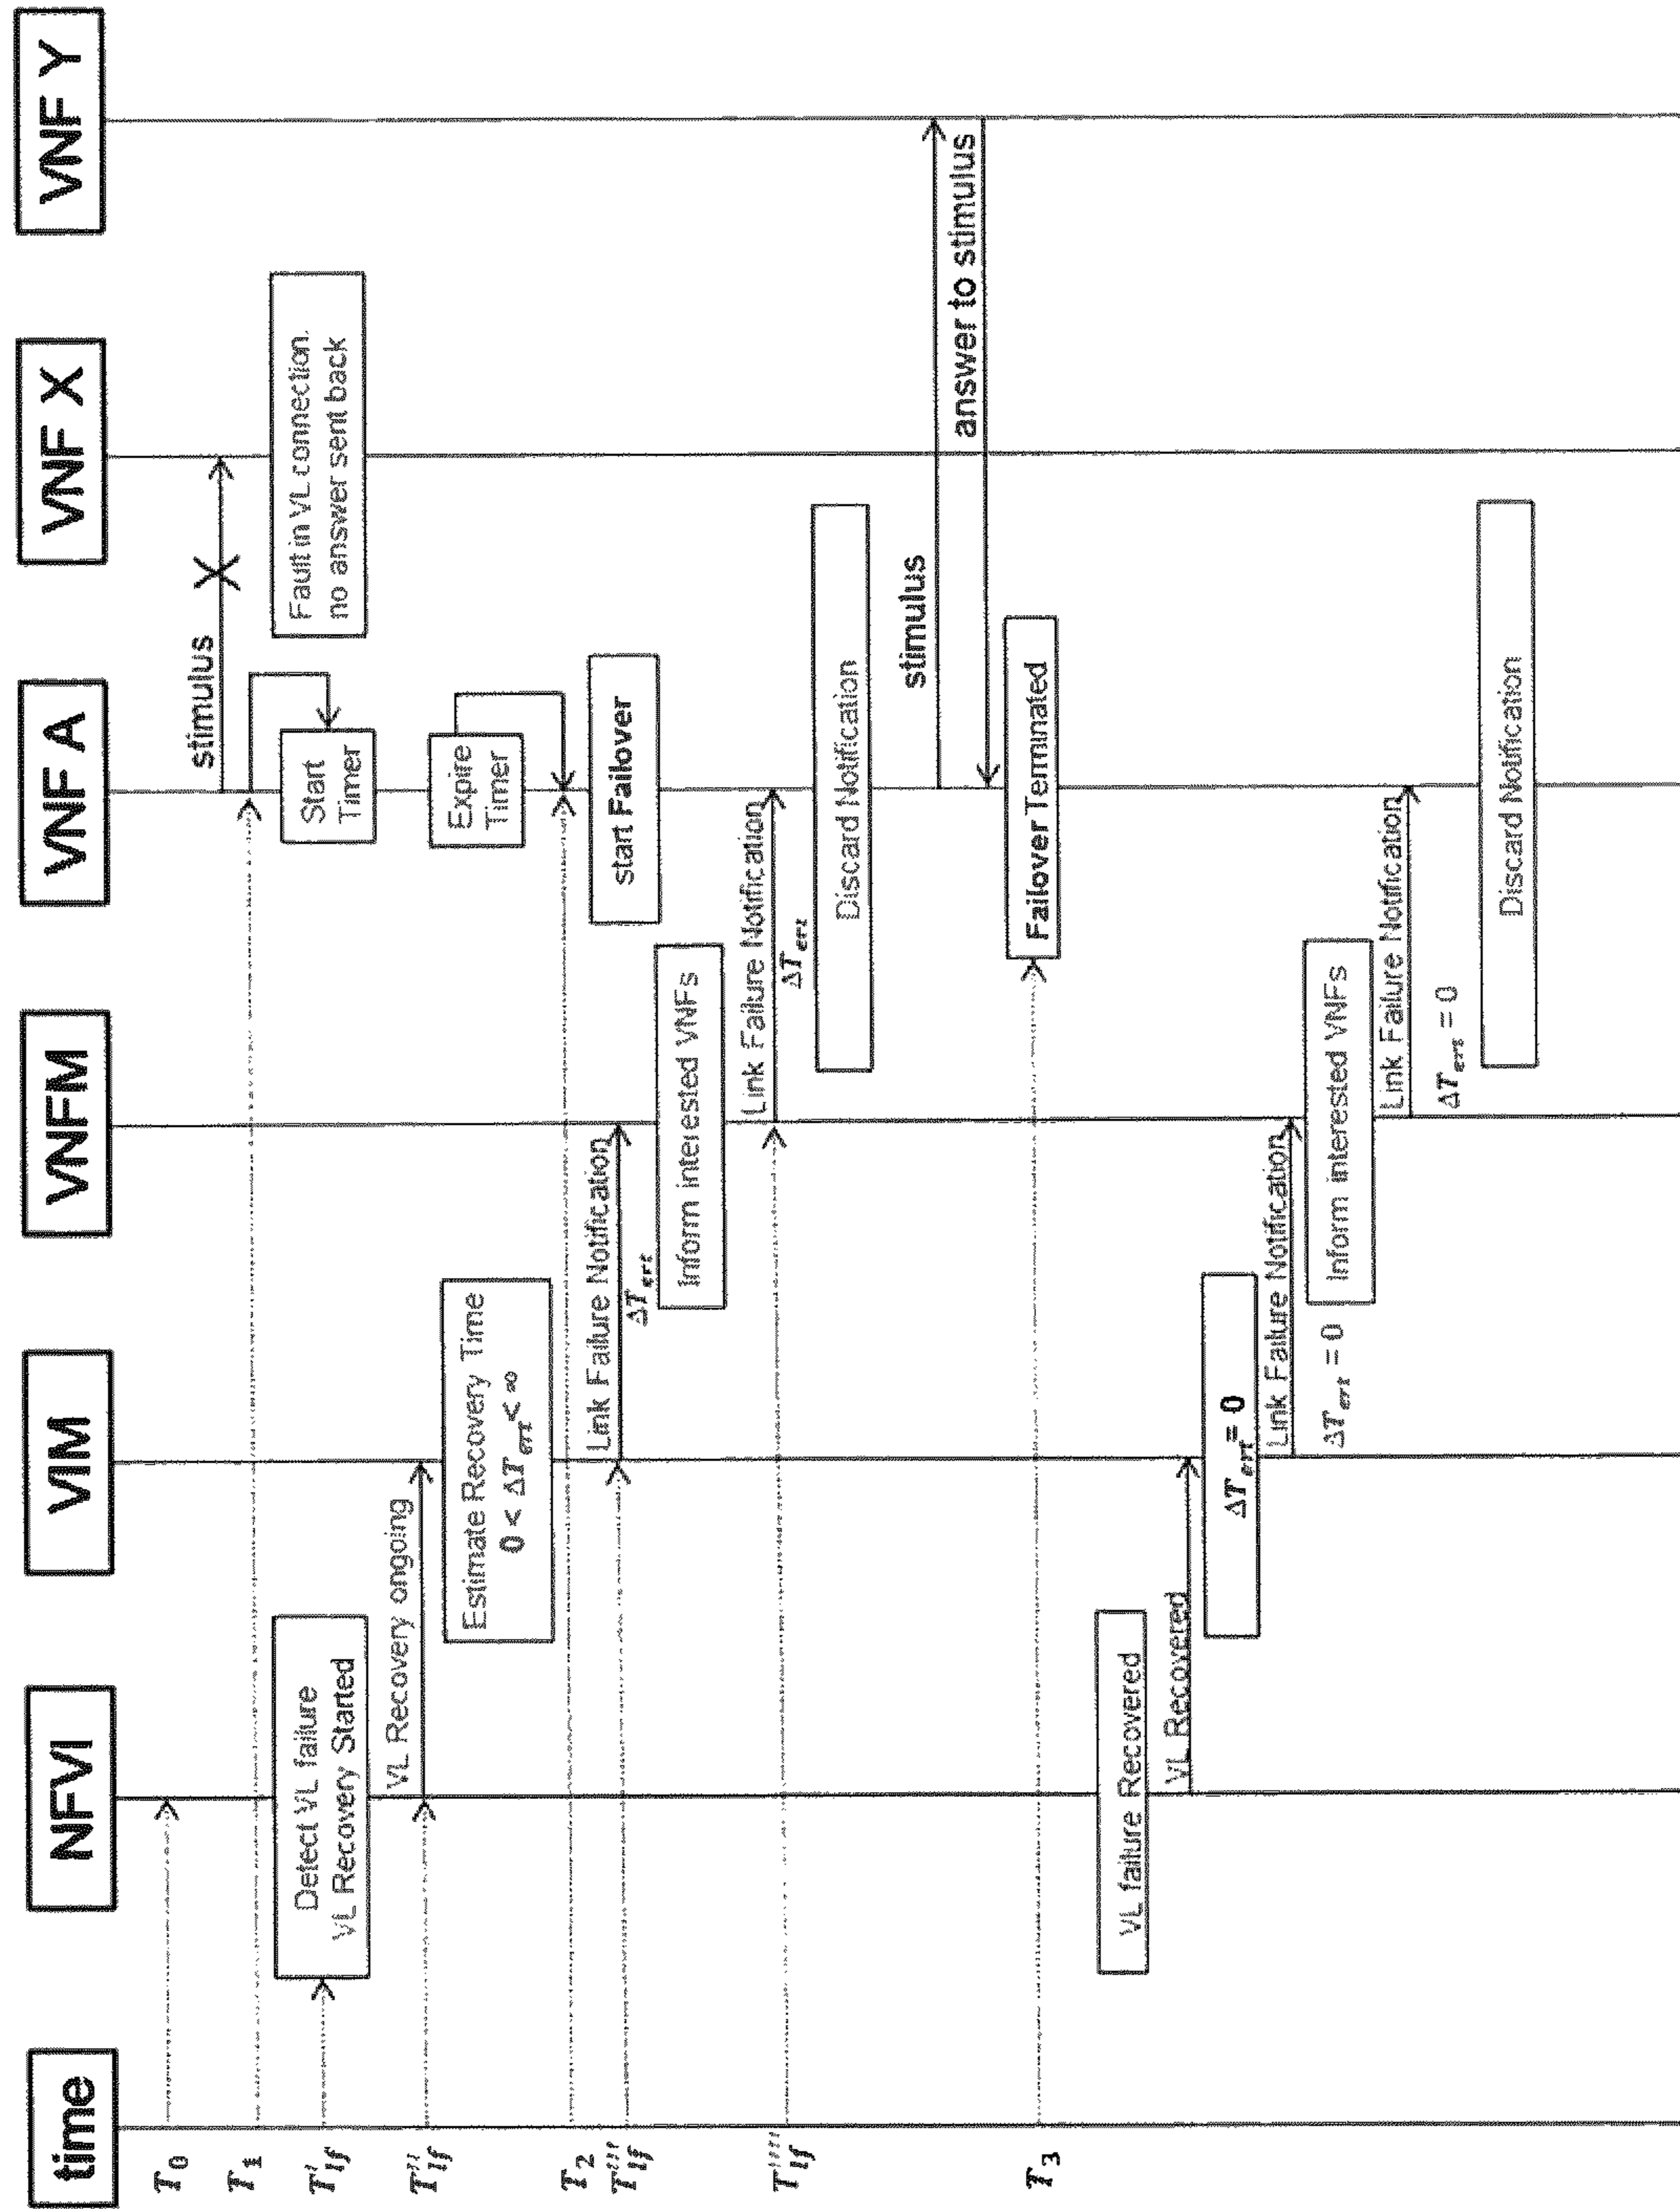 time
NFVI
VIM
VNFM
VNF A
VNF X
VNF Y
T₀
T₁
stimulus
X
T'lf
Detect VL failure
VL Recovery Started
Start
Timer
Fault in VL connection.
no answer sent back
T''lf
VL Recovery ongoing
Estimate Recovery Time
0 < ΔTert < ∞
Expire
Timer
T₂
start Failover
T'''lf
Link Failure Notification
ΔTert
Inform interested VNFs
T''''lf
Link Failure Notification
ΔTert
Discard Notification
stimulus
answer to stimulus
T₃
Failover Terminated
VL failure Recovered
VL Recovered
ΔTert = 0
Link Failure Notification
ΔTert = 0
Inform interested VNFs
Link Failure Notification
ΔTert = 0
Discard Notification